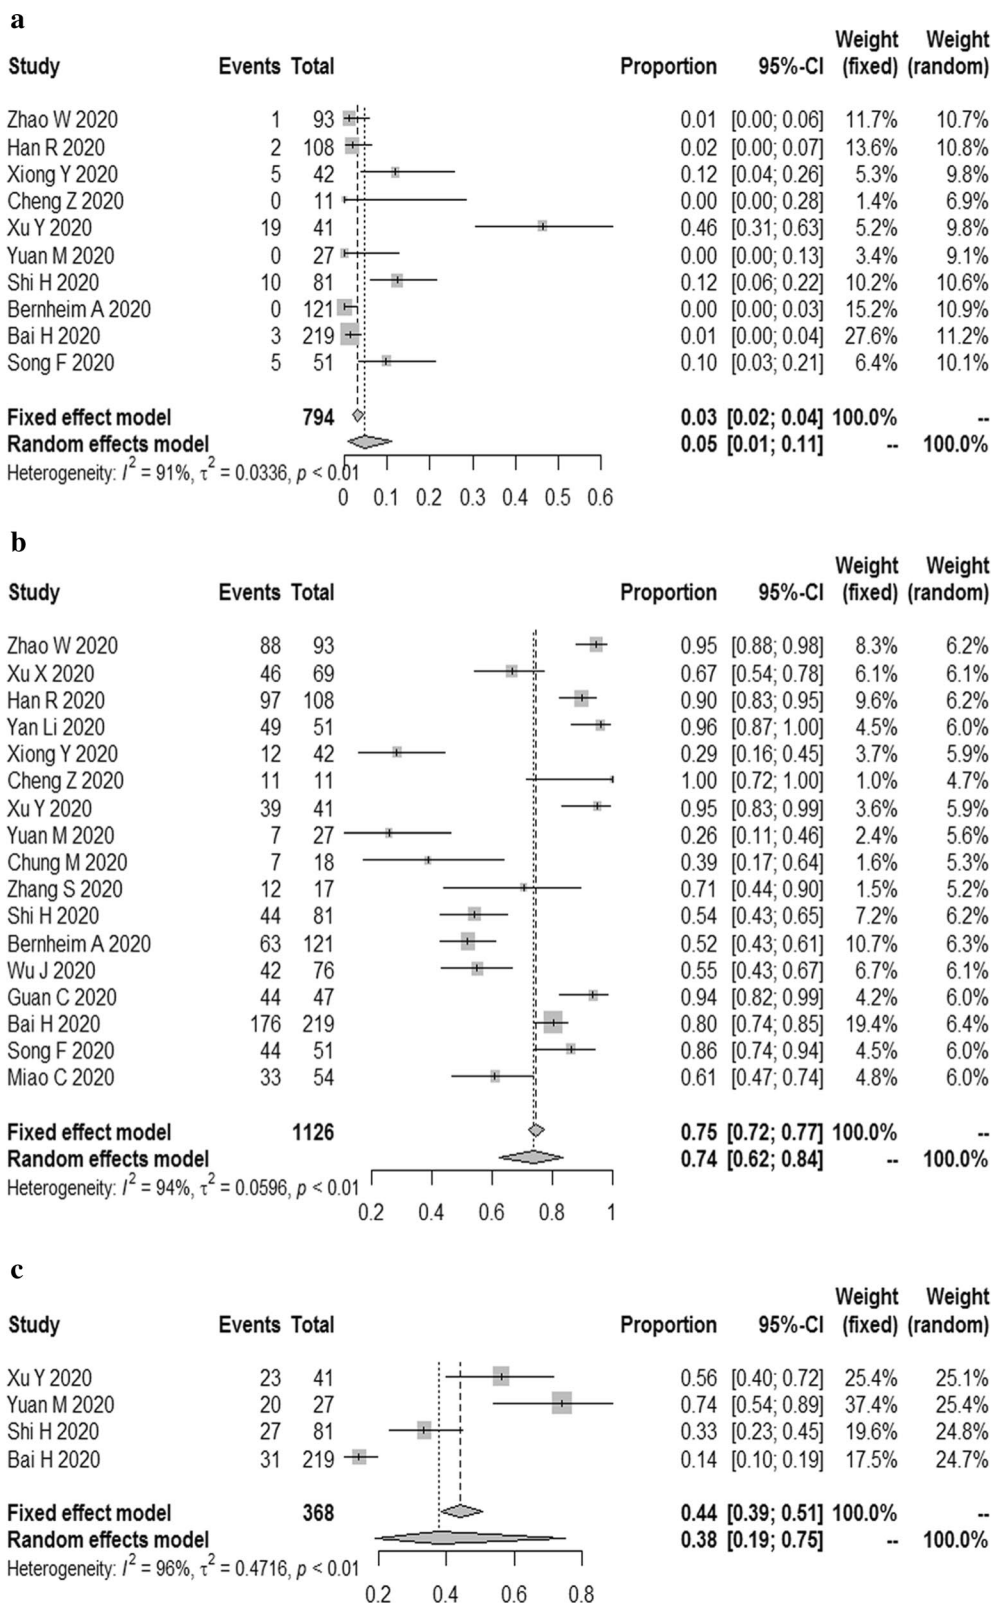 a
Weight Weight
Study Events Total Proportion 95%-CI (fixed) (random)
Zhao W 2020 1 93 0.01 [0.00; 0.06] 11.7% 10.7%
Han R 2020 2 108 0.02 [0.00; 0.07] 13.6% 10.8%
Xiong Y 2020 5 42 0.12 [0.04; 0.26] 5.3% 9.8%
Cheng Z 2020 0 11 0.00 [0.00; 0.28] 1.4% 6.9%
Xu Y 2020 19 41 0.46 [0.31; 0.63] 5.2% 9.8%
Yuan M 2020 0 27 0.00 [0.00; 0.13] 3.4% 9.1%
Shi H 2020 10 81 0.12 [0.06; 0.22] 10.2% 10.6%
Bernheim A 2020 0 121 0.00 [0.00; 0.03] 15.2% 10.9%
Bai H 2020 3 219 0.01 [0.00; 0.04] 27.6% 11.2%
Song F 2020 5 51 0.10 [0.03; 0.21] 6.4% 10.1%
Fixed effect model 794 0.03 [0.02; 0.04] 100.0% --
Random effects model 0.05 [0.01; 0.11] -- 100.0%
Heterogeneity: I² = 91%, τ² = 0.0336, p < 0.01
0 0.1 0.2 0.3 0.4 0.5 0.6
b
Weight Weight
Study Events Total Proportion 95%-CI (fixed) (random)
Zhao W 2020 88 93 0.95 [0.88; 0.98] 8.3% 6.2%
Xu X 2020 46 69 0.67 [0.54; 0.78] 6.1% 6.1%
Han R 2020 97 108 0.90 [0.83; 0.95] 9.6% 6.2%
Yan Li 2020 49 51 0.96 [0.87; 1.00] 4.5% 6.0%
Xiong Y 2020 12 42 0.29 [0.16; 0.45] 3.7% 5.9%
Cheng Z 2020 11 11 1.00 [0.72; 1.00] 1.0% 4.7%
Xu Y 2020 39 41 0.95 [0.83; 0.99] 3.6% 5.9%
Yuan M 2020 7 27 0.26 [0.11; 0.46] 2.4% 5.6%
Chung M 2020 7 18 0.39 [0.17; 0.64] 1.6% 5.3%
Zhang S 2020 12 17 0.71 [0.44; 0.90] 1.5% 5.2%
Shi H 2020 44 81 0.54 [0.43; 0.65] 7.2% 6.2%
Bernheim A 2020 63 121 0.52 [0.43; 0.61] 10.7% 6.3%
Wu J 2020 42 76 0.55 [0.43; 0.67] 6.7% 6.1%
Guan C 2020 44 47 0.94 [0.82; 0.99] 4.2% 6.0%
Bai H 2020 176 219 0.80 [0.74; 0.85] 19.4% 6.4%
Song F 2020 44 51 0.86 [0.74; 0.94] 4.5% 6.0%
Miao C 2020 33 54 0.61 [0.47; 0.74] 4.8% 6.0%
Fixed effect model 1126 0.75 [0.72; 0.77] 100.0% --
Random effects model 0.74 [0.62; 0.84] -- 100.0%
Heterogeneity: I² = 94%, τ² = 0.0596, p < 0.01
0.2 0.4 0.6 0.8 1
c
Weight Weight
Study Events Total Proportion 95%-CI (fixed) (random)
Xu Y 2020 23 41 0.56 [0.40; 0.72] 25.4% 25.1%
Yuan M 2020 20 27 0.74 [0.54; 0.89] 37.4% 25.4%
Shi H 2020 27 81 0.33 [0.23; 0.45] 19.6% 24.8%
Bai H 2020 31 219 0.14 [0.10; 0.19] 17.5% 24.7%
Fixed effect model 368 0.44 [0.39; 0.51] 100.0% --
Random effects model 0.38 [0.19; 0.75] -- 100.0%
Heterogeneity: I² = 96%, τ² = 0.4716, p < 0.01
0.2 0.4 0.6 0.8